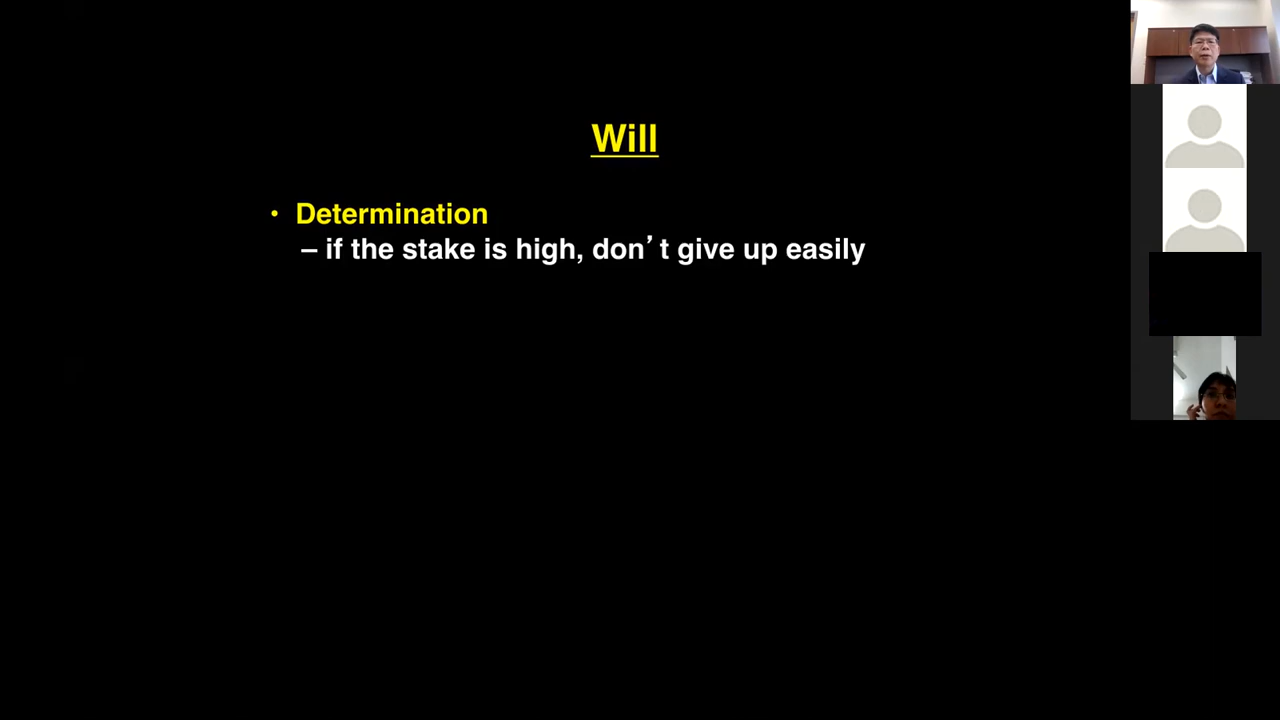 Will
• Determination
– if the stake is high, don’t give up easily